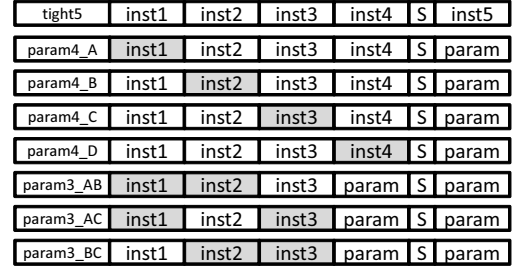 tight5 inst1 inst2 inst3 inst4 S inst5
param4_A inst1 inst2 inst3 inst4 S param
param4_B inst1 inst2 inst3 inst4 S param
param4_C inst1 inst2 inst3 inst4 S param
param4_D inst1 inst2 inst3 inst4 S param
param3_AB inst1 inst2 inst3 param S param
param3_AC inst1 inst2 inst3 param S param
param3_BC inst1 inst2 inst3 param S param